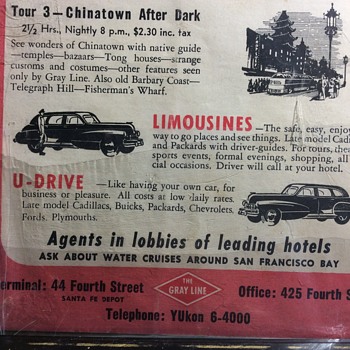 Tour 3—Chinatown After Dark
2½ Hrs., Nightly 8 p.m., $2.30 inc. tax
See wonders of Chinatown with native guide
—temples—bazaars—Tong houses—strange
customs and costumes—other features seen
only by Gray Line. Also old Barbary Coast—
Telegraph Hill—Fisherman's Wharf.
LIMOUSINES—The safe, easy, enjoy
way to go places and see things. Late model Cadi
and Packards with driver-guides. For tours, thea
sports events, formal evenings, shopping, all
cial occasions. Driver will call at your hotel.
U-DRIVE—Like having your own car, for
business or pleasure. All cars at low daily rates.
Late model Cadillacs, Buicks, Packards, Chevrolets,
Fords, Plymouths.
Agents in lobbies of leading hotels
ASK ABOUT WATER CRUISES AROUND SAN FRANCISCO BAY
erminal: 44 Fourth Street
SANTA FE DEPOT
THE
GRAY LINE
Office: 425 Fourth S
Telephone: YUkon 6-4000